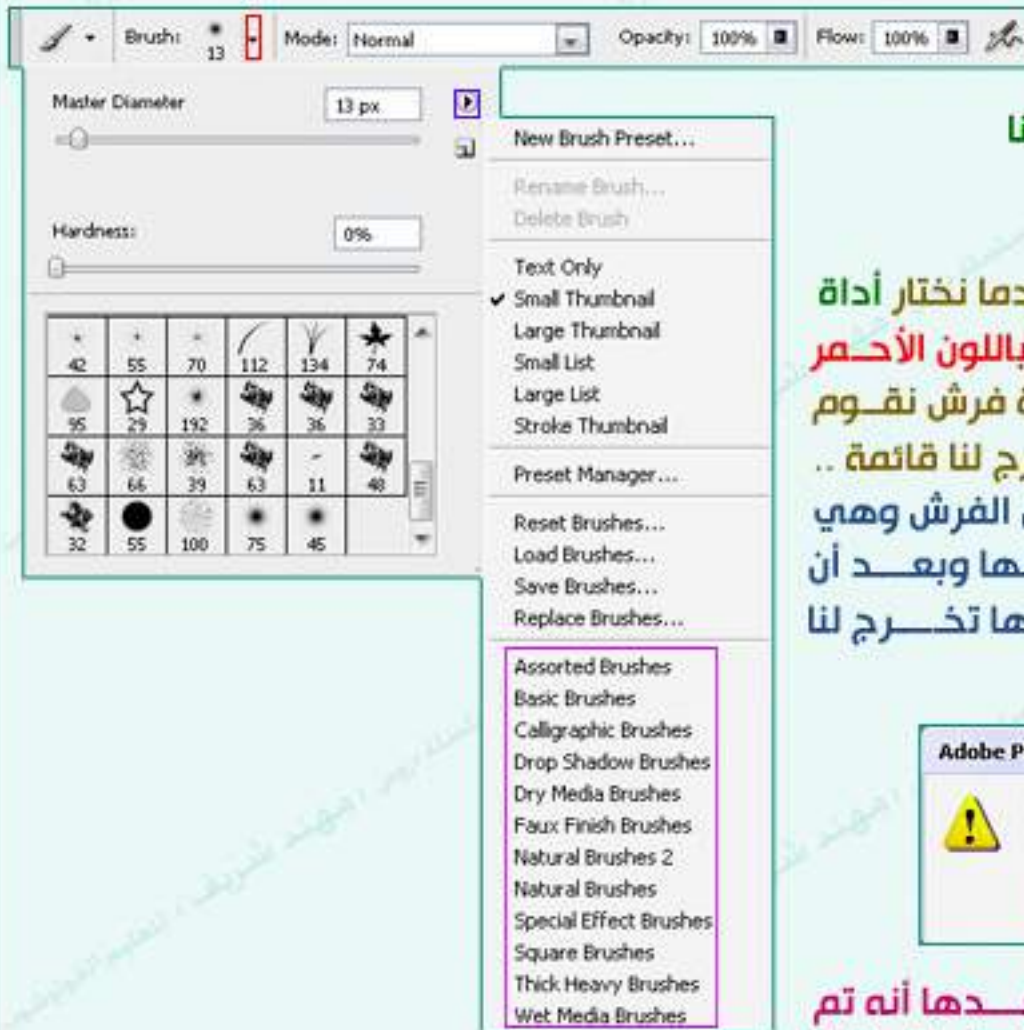 Brush: 13 Mode: Normal Opacity: 100% Flow: 100%
Master Diameter 13 px
Hardness: 0%
42 55 70 112 134 74
95 29 192 36 36 33
63 66 39 63 11 48
32 55 100 75 45
New Brush Preset...
Rename Brush...
Delete Brush
Text Only
Small Thumbnail
Large Thumbnail
Small List
Large List
Stroke Thumbnail
Preset Manager...
Reset Brushes...
Load Brushes...
Save Brushes...
Replace Brushes...
Assorted Brushes
Basic Brushes
Calligraphic Brushes
Drop Shadow Brushes
Dry Media Brushes
Faux Finish Brushes
Natural Brushes 2
Natural Brushes
Special Effect Brushes
Square Brushes
Thick Heavy Brushes
Wet Media Brushes
نا
دما نختار أداة
باللون الأحــمر
ة فرش نقــوم
رج لنا قائمة ..
الفرش وهي
ها وبعــــد أن
ها تخــــرج لنا
Adobe P
ـدها أنه تم